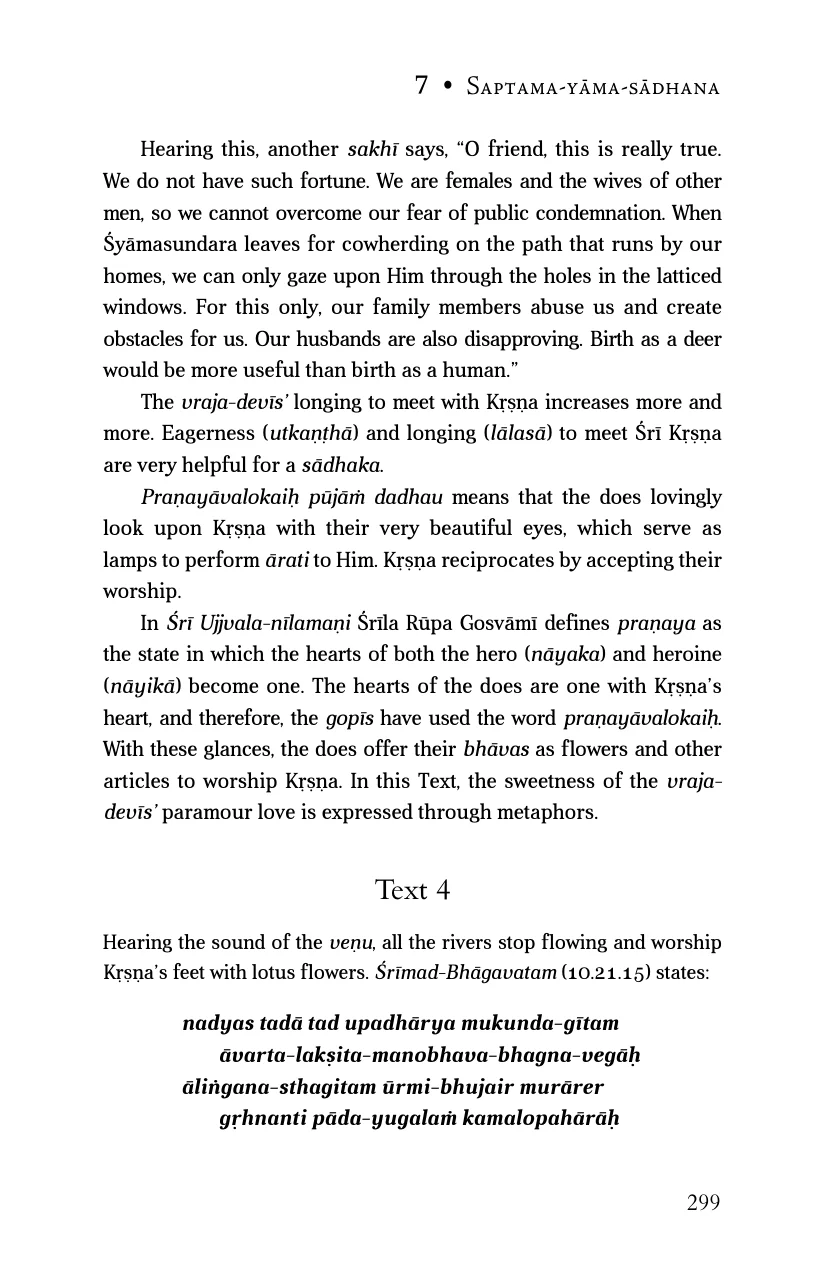 7 • Saptama-yāma-sādhana
Hearing this, another sakhī says, “O friend, this is really true.
We do not have such fortune. We are females and the wives of other
men, so we cannot overcome our fear of public condemnation. When
Śyāmasundara leaves for cowherding on the path that runs by our
homes, we can only gaze upon Him through the holes in the latticed
windows. For this only, our family members abuse us and create
obstacles for us. Our husbands are also disapproving. Birth as a deer
would be more useful than birth as a human.”
The vraja-devīs’ longing to meet with Kṛṣṇa increases more and
more. Eagerness (utkaṇṭhā) and longing (lālasā) to meet Śrī Kṛṣṇa
are very helpful for a sādhaka.
Praṇayāvalokaiḥ pūjāṁ dadhau means that the does lovingly
look upon Kṛṣṇa with their very beautiful eyes, which serve as
lamps to perform ārati to Him. Kṛṣṇa reciprocates by accepting their
worship.
In Śrī Ujjvala-nīlamaṇi Śrīla Rūpa Gosvāmī defines praṇaya as
the state in which the hearts of both the hero (nāyaka) and heroine
(nāyikā) become one. The hearts of the does are one with Kṛṣṇa’s
heart, and therefore, the gopīs have used the word praṇayāvalokaiḥ.
With these glances, the does offer their bhāvas as flowers and other
articles to worship Kṛṣṇa. In this Text, the sweetness of the vraja-
devīs’ paramour love is expressed through metaphors.
Text 4
Hearing the sound of the veṇu, all the rivers stop flowing and worship
Kṛṣṇa’s feet with lotus flowers. Śrīmad-Bhāgavatam (10.21.15) states:
nadyas tadā tad upadhārya mukunda-gītam
āvarta-lakṣita-manobhava-bhagna-vegāḥ
āliṅgana-sthagitam ūrmi-bhujair murārer
gṛhnanti pāda-yugalaṁ kamalopahārāḥ
299